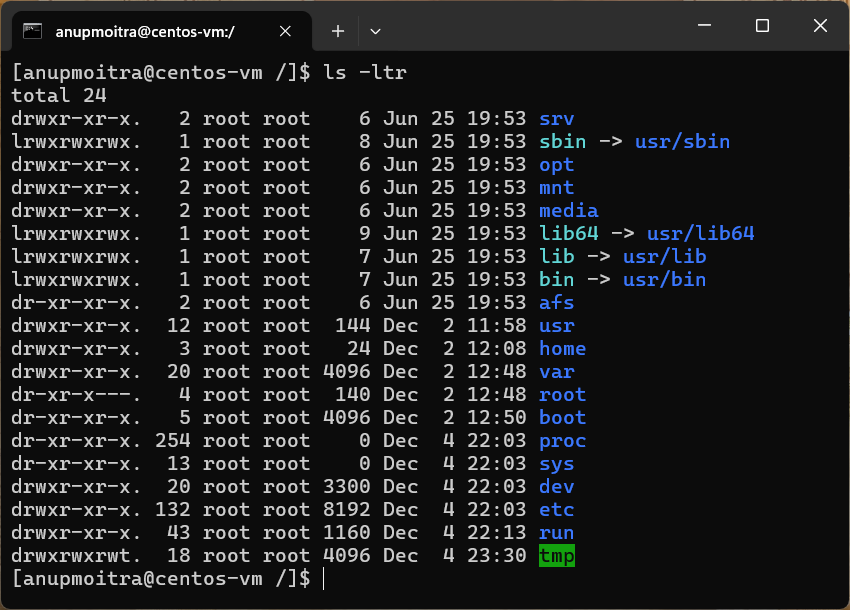 anupmoitra@centos-vm:/
[anupmoitra@centos-vm /]$ ls -ltr
total 24
drwxr-xr-x.   2 root root    6 Jun 25 19:53 srv
lrwxrwxrwx.   1 root root    8 Jun 25 19:53 sbin -> usr/sbin
drwxr-xr-x.   2 root root    6 Jun 25 19:53 opt
drwxr-xr-x.   2 root root    6 Jun 25 19:53 mnt
drwxr-xr-x.   2 root root    6 Jun 25 19:53 media
lrwxrwxrwx.   1 root root    9 Jun 25 19:53 lib64 -> usr/lib64
lrwxrwxrwx.   1 root root    7 Jun 25 19:53 lib -> usr/lib
lrwxrwxrwx.   1 root root    7 Jun 25 19:53 bin -> usr/bin
dr-xr-xr-x.   2 root root    6 Jun 25 19:53 afs
drwxr-xr-x.  12 root root  144 Dec  2 11:58 usr
drwxr-xr-x.   3 root root   24 Dec  2 12:08 home
drwxr-xr-x.  20 root root 4096 Dec  2 12:48 var
dr-xr-x---.   4 root root  140 Dec  2 12:48 root
dr-xr-xr-x.   5 root root 4096 Dec  2 12:50 boot
dr-xr-xr-x. 254 root root    0 Dec  4 22:03 proc
dr-xr-xr-x.  13 root root    0 Dec  4 22:03 sys
drwxr-xr-x.  20 root root 3300 Dec  4 22:03 dev
drwxr-xr-x. 132 root root 8192 Dec  4 22:03 etc
drwxr-xr-x.  43 root root 1160 Dec  4 22:13 run
drwxrwxrwt.  18 root root 4096 Dec  4 23:30 tmp
[anupmoitra@centos-vm /]$